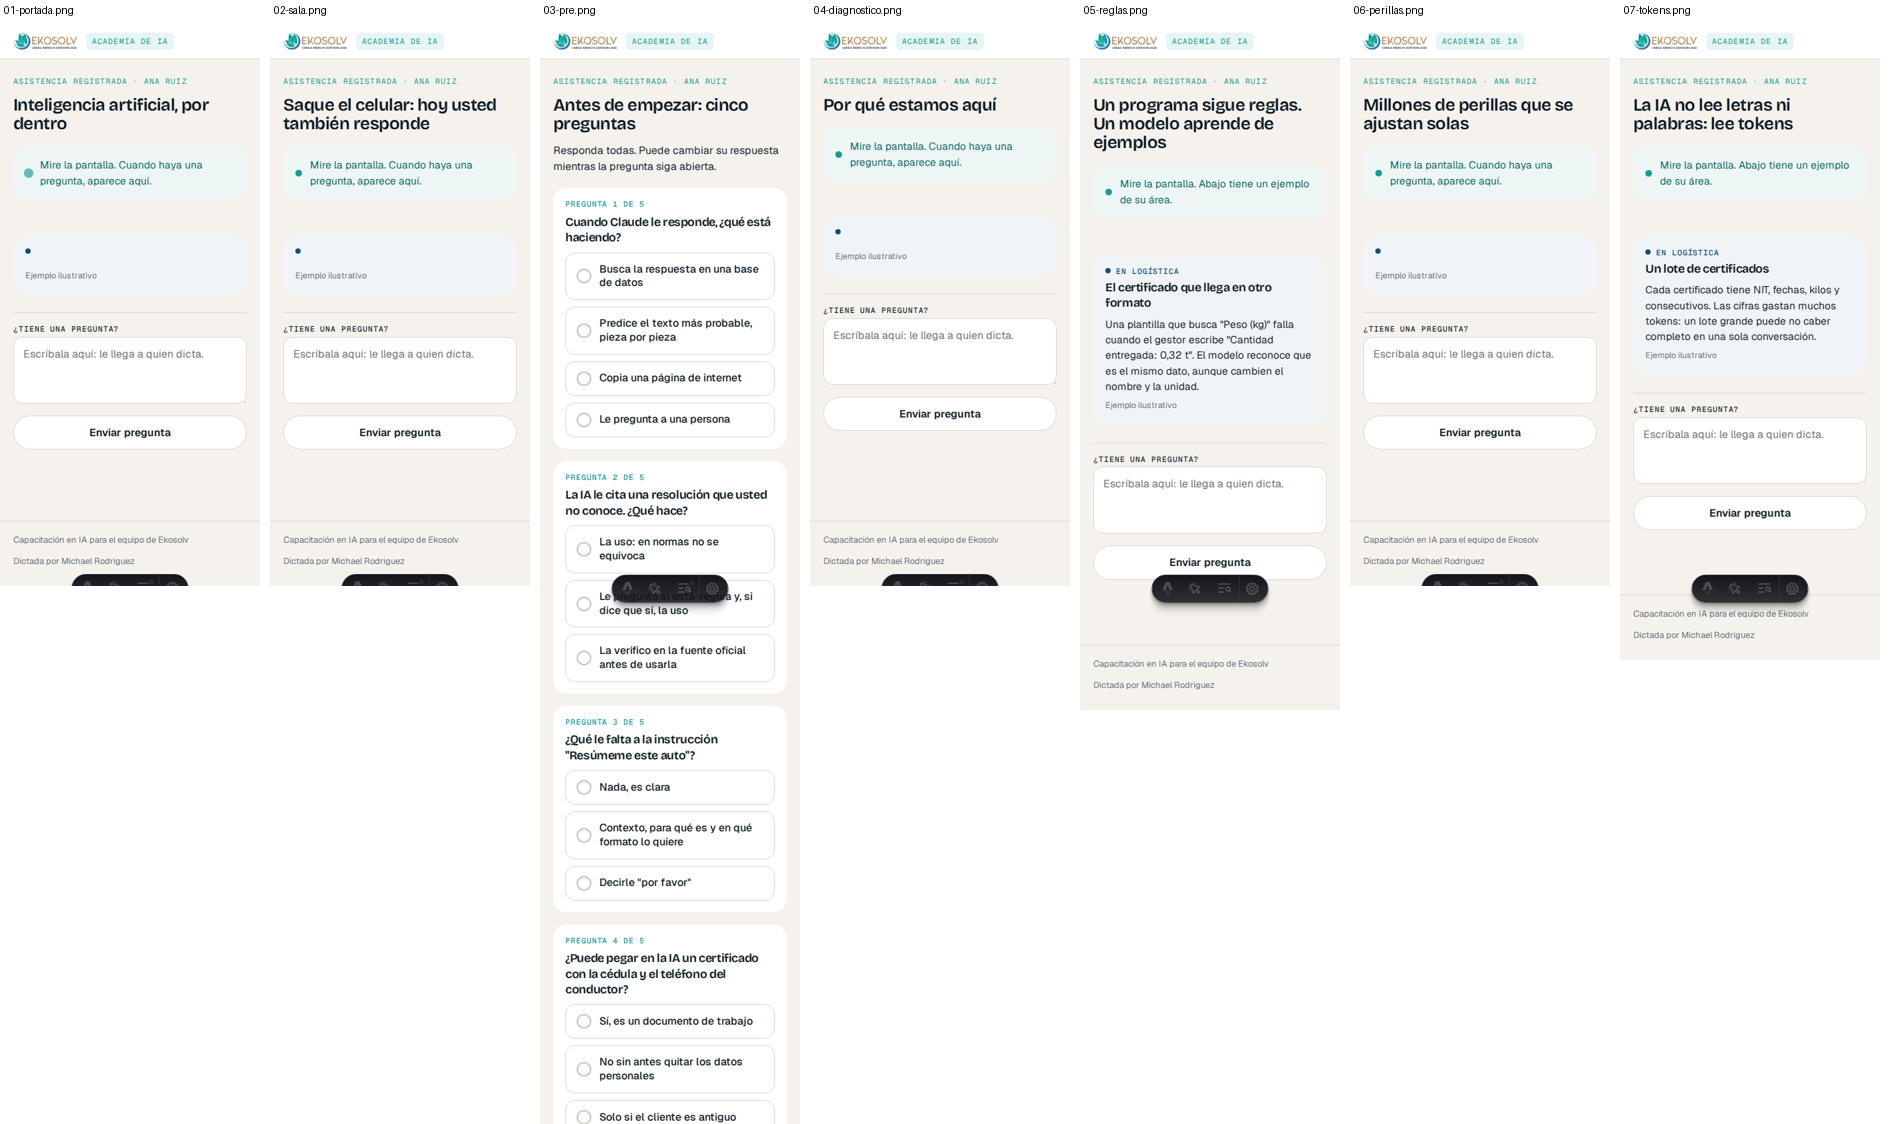 01-portada.png
EKOSOLV
ACADEMIA DE IA
ASISTENCIA REGISTRADA · ANA RUIZ
Inteligencia artificial, por
dentro
Mire la pantalla. Cuando haya una
pregunta, aparece aquí.
Ejemplo ilustrativo
¿TIENE UNA PREGUNTA?
Escríbala aquí: le llega a quien dicta.
Enviar pregunta
Capacitación en IA para el equipo de Ekosolv
Dictada por Michael Rodriguez
02-sala.png
EKOSOLV
ACADEMIA DE IA
ASISTENCIA REGISTRADA · ANA RUIZ
Saque el celular: hoy usted
también responde
Mire la pantalla. Cuando haya una
pregunta, aparece aquí.
Ejemplo ilustrativo
¿TIENE UNA PREGUNTA?
Escríbala aquí: le llega a quien dicta.
Enviar pregunta
Capacitación en IA para el equipo de Ekosolv
Dictada por Michael Rodriguez
03-pre.png
EKOSOLV
ACADEMIA DE IA
ASISTENCIA REGISTRADA · ANA RUIZ
Antes de empezar: cinco
preguntas
Responda todas. Puede cambiar su respuesta
mientras la pregunta siga abierta.
PREGUNTA 1 DE 5
Cuando Claude le responde, ¿qué está
haciendo?
Busca la respuesta en una base
de datos
Predice el texto más probable,
pieza por pieza
Copia una página de internet
Le pregunta a una persona
PREGUNTA 2 DE 5
La IA le cita una resolución que usted
no conoce. ¿Qué hace?
La uso: en normas no se
equivoca
Le pregunto si está segura y, si
dice que sí, la uso
La verifico en la fuente oficial
antes de usarla
PREGUNTA 3 DE 5
¿Qué le falta a la instrucción
"Resúmeme este auto"?
Nada, es clara
Contexto, para qué es y en qué
formato lo quiere
Decirle "por favor"
PREGUNTA 4 DE 5
¿Puede pegar en la IA un certificado
con la cédula y el teléfono del
conductor?
Sí, es un documento de trabajo
No sin antes quitar los datos
personales
Solo si el cliente es antiguo
04-diagnostico.png
EKOSOLV
ACADEMIA DE IA
ASISTENCIA REGISTRADA · ANA RUIZ
Por qué estamos aquí
Mire la pantalla. Cuando haya una
pregunta, aparece aquí.
Ejemplo ilustrativo
¿TIENE UNA PREGUNTA?
Escríbala aquí: le llega a quien dicta.
Enviar pregunta
Capacitación en IA para el equipo de Ekosolv
Dictada por Michael Rodriguez
05-reglas.png
EKOSOLV
ACADEMIA DE IA
ASISTENCIA REGISTRADA · ANA RUIZ
Un programa sigue reglas.
Un modelo aprende de
ejemplos
Mire la pantalla. Abajo tiene un ejemplo
de su área.
EN LOGÍSTICA
El certificado que llega en otro
formato
Una plantilla que busca "Peso (kg)" falla
cuando el gestor escribe "Cantidad
entregada: 0,32 t". El modelo reconoce que
es el mismo dato, aunque cambien el
nombre y la unidad.
Ejemplo ilustrativo
¿TIENE UNA PREGUNTA?
Escríbala aquí: le llega a quien dicta.
Enviar pregunta
Capacitación en IA para el equipo de Ekosolv
Dictada por Michael Rodriguez
06-perillas.png
EKOSOLV
ACADEMIA DE IA
ASISTENCIA REGISTRADA · ANA RUIZ
Millones de perillas que se
ajustan solas
Mire la pantalla. Cuando haya una
pregunta, aparece aquí.
Ejemplo ilustrativo
¿TIENE UNA PREGUNTA?
Escríbala aquí: le llega a quien dicta.
Enviar pregunta
Capacitación en IA para el equipo de Ekosolv
Dictada por Michael Rodriguez
07-tokens.png
EKOSOLV
ACADEMIA DE IA
ASISTENCIA REGISTRADA · ANA RUIZ
La IA no lee letras ni
palabras: lee tokens
Mire la pantalla. Abajo tiene un ejemplo
de su área.
EN LOGÍSTICA
Un lote de certificados
Cada certificado tiene NIT, fechas, kilos y
consecutivos. Las cifras gastan muchos
tokens: un lote grande puede no caber
completo en una sola conversación.
Ejemplo ilustrativo
¿TIENE UNA PREGUNTA?
Escríbala aquí: le llega a quien dicta.
Enviar pregunta
Capacitación en IA para el equipo de Ekosolv
Dictada por Michael Rodriguez